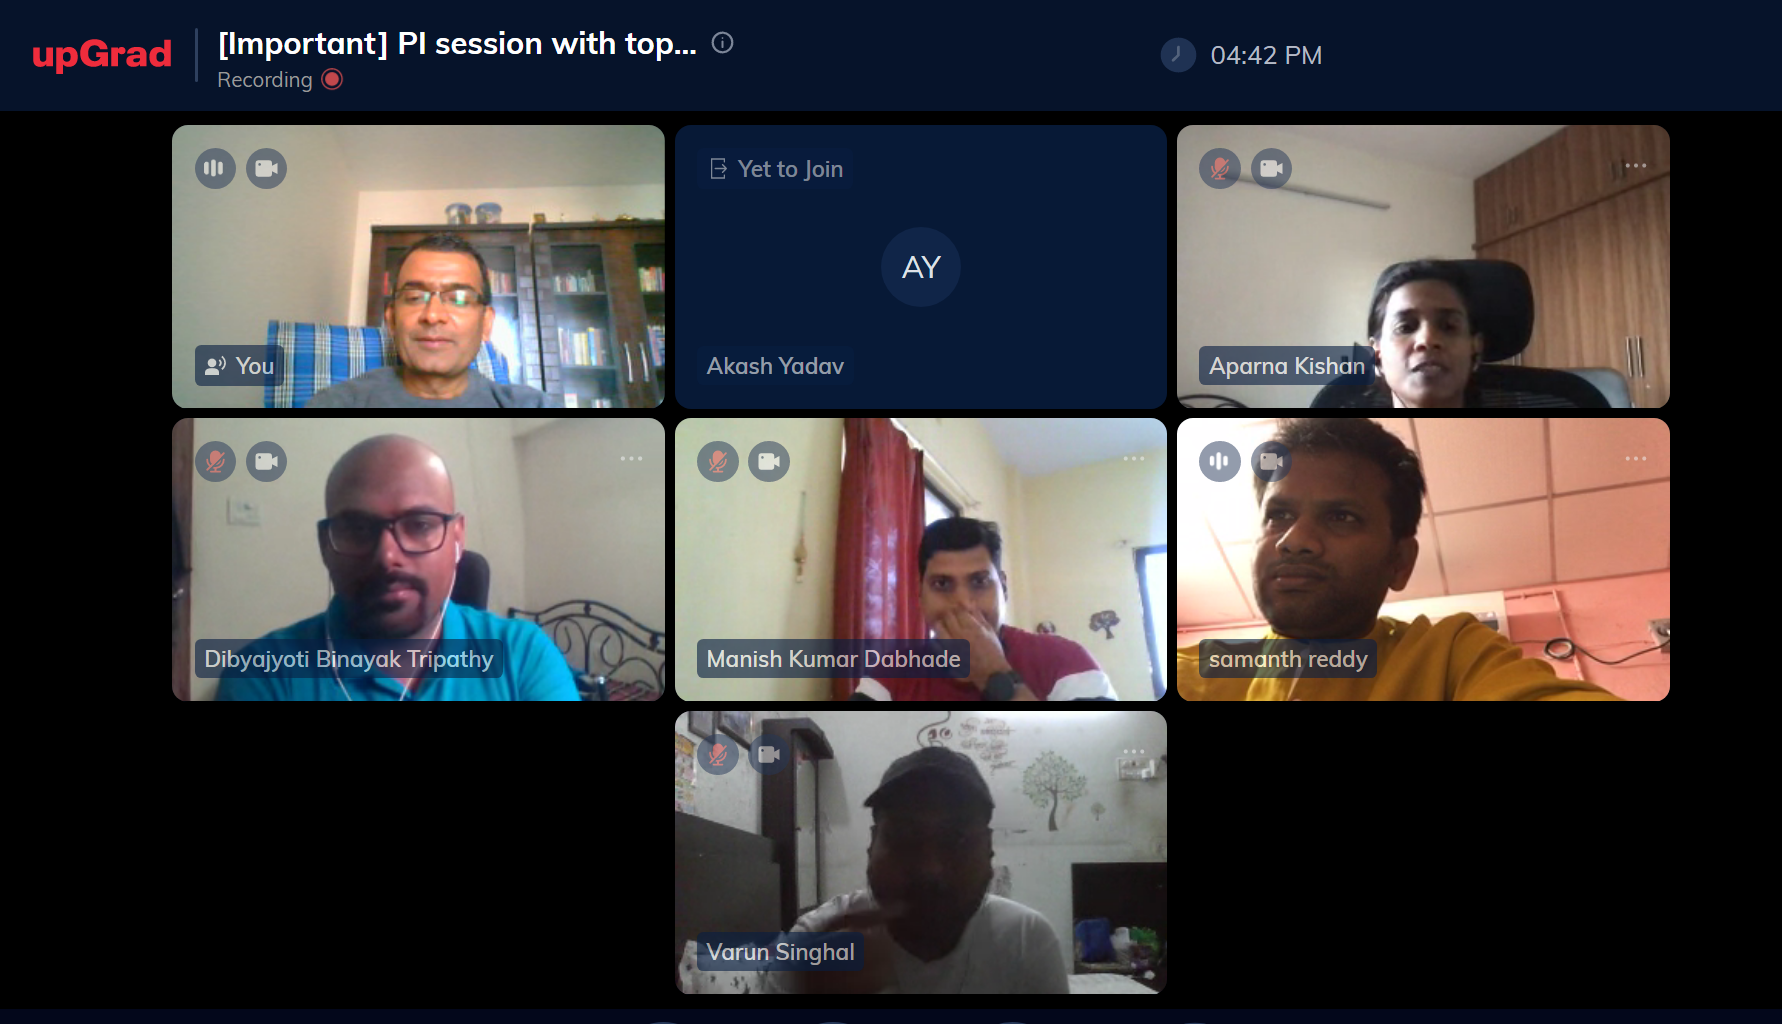 upGrad
[Important] PI session with top...
Recording
04:42 PM
You
Yet to Join
AY
Akash Yadav
Aparna Kishan
Dibyajyoti Binayak Tripathy
Manish Kumar Dabhade
samanth reddy
Varun Singhal